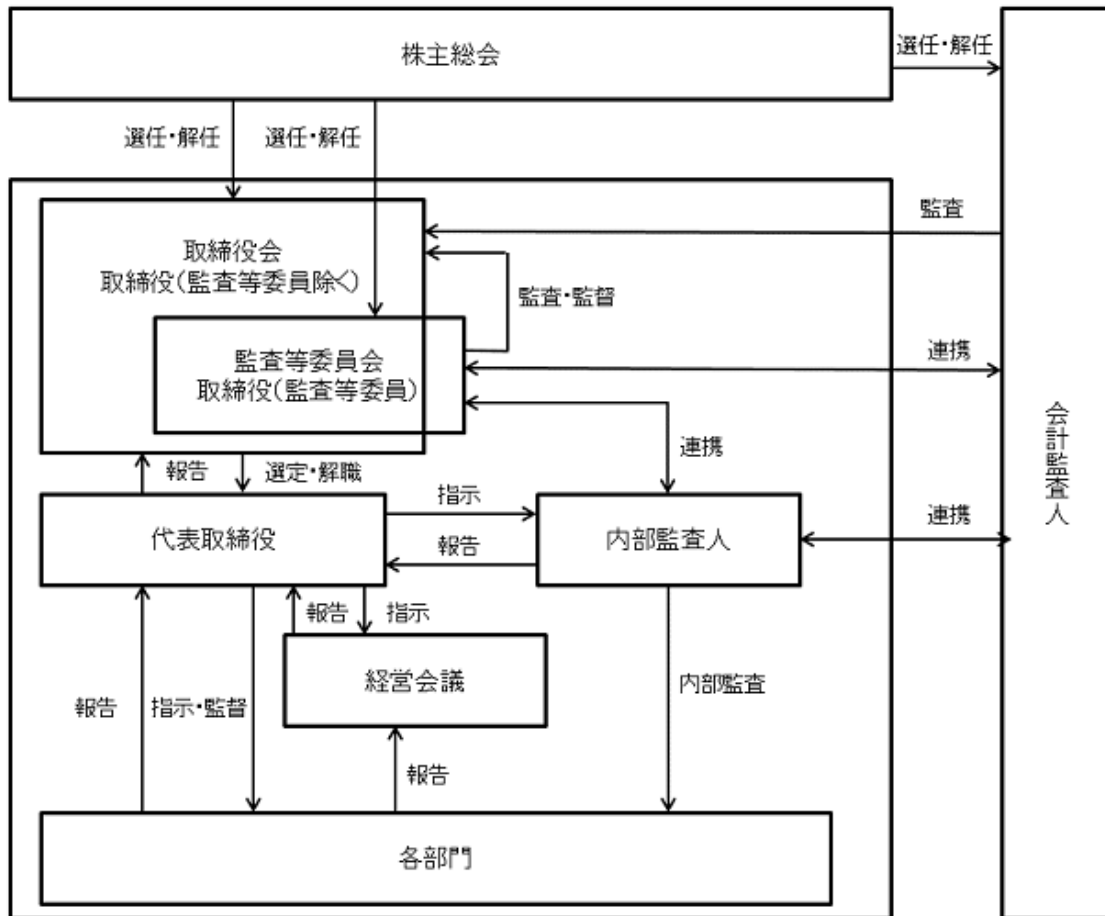 株主総会
選任・解任
選任・解任
選任・解任
監査
取締役会
取締役(監査等委員除く)
監査・監督
監査等委員会
取締役(監査等委員)
連携
会計監査人
連携
報告
選定・解職
指示
連携
代表取締役
内部監査人
報告
報告
指示
経営会議
報告
指示・監督
内部監査
報告
各部門